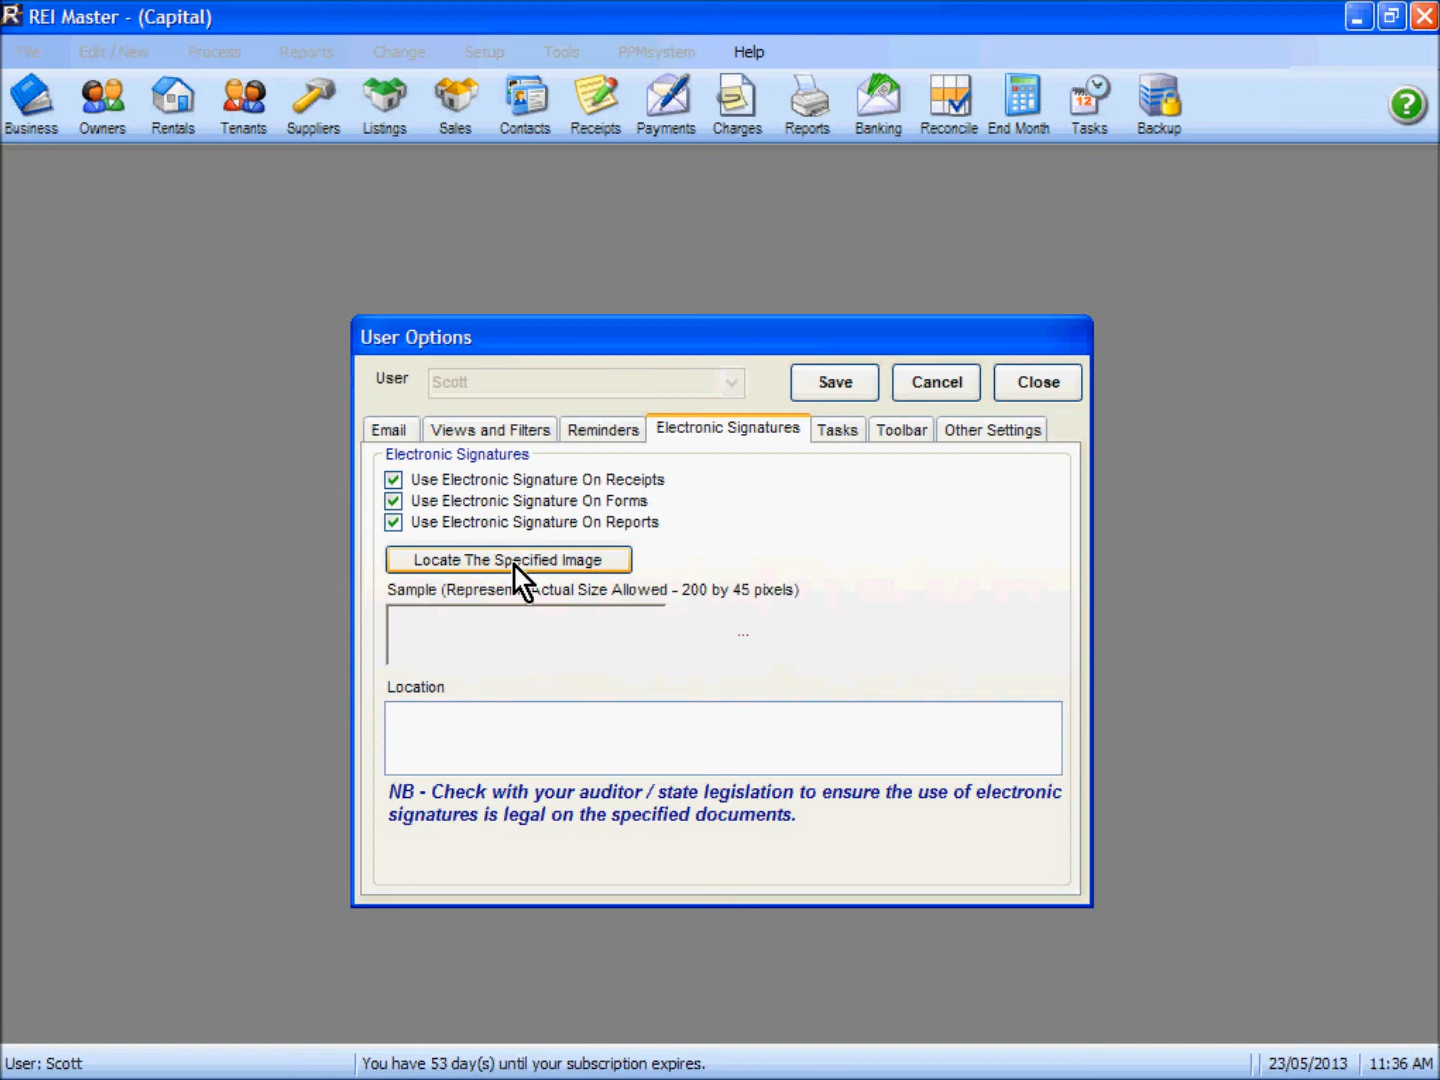 REI Master - (Capital)
File Edit / New Process Reports Change Setup Tools PPMsystem Help
Business Owners Rentals Tenants Suppliers Listings Sales Contacts Receipts Payments Charges Reports Banking Reconcile End Month Tasks Backup
12
?
User Options
User Scott Save Cancel Close
Email Views and Filters Reminders Electronic Signatures Tasks Toolbar Other Settings
Electronic Signatures
Use Electronic Signature On Receipts
Use Electronic Signature On Forms
Use Electronic Signature On Reports
Locate The Specified Image
Sample (Represen Actual Size Allowed - 200 by 45 pixels)
...
Location
NB - Check with your auditor / state legislation to ensure the use of electronic
signatures is legal on the specified documents.
User: Scott You have 53 day(s) until your subscription expires. 23/05/2013 11:36 AM